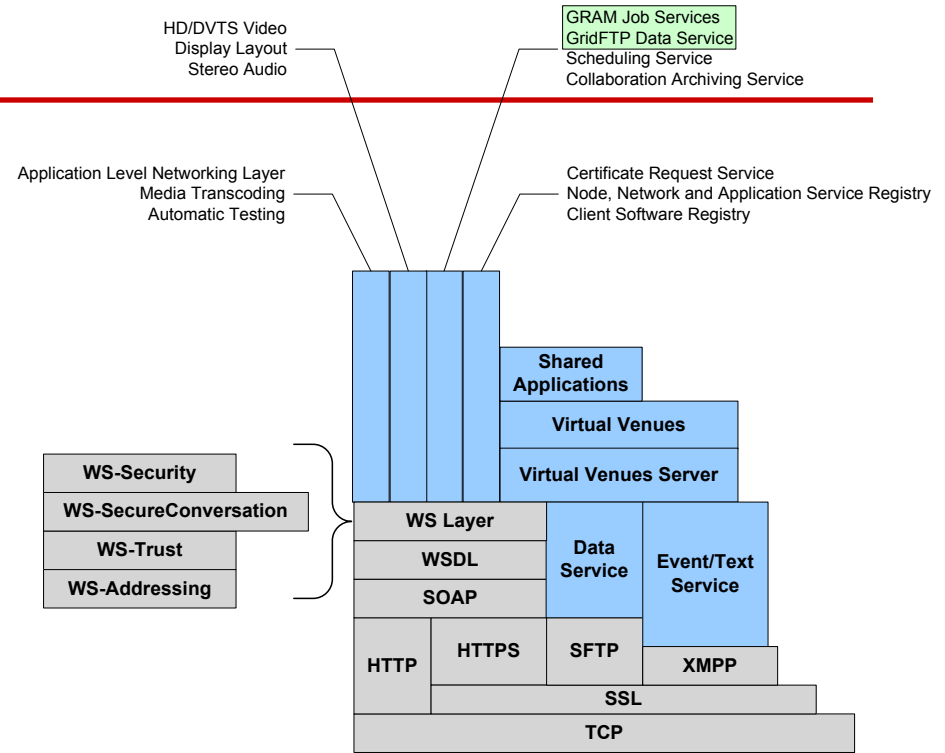 HD/DVTS Video
Display Layout
Stereo Audio
GRAM Job Services
GridFTP Data Service
Scheduling Service
Collaboration Archiving Service
Application Level Networking Layer
Media Transcoding
Automatic Testing
Certificate Request Service
Node, Network and Application Service Registry
Client Software Registry
Shared
Applications
Virtual Venues
Virtual Venues Server
WS-Security
WS-SecureConversation
WS-Trust
WS-Addressing
WS Layer
WSDL
SOAP
Data
Service
Event/Text
Service
HTTP
HTTPS
SFTP
XMPP
SSL
TCP